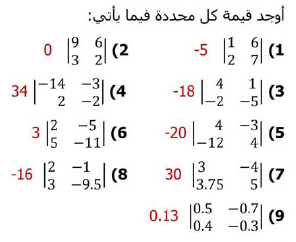 أوجد قيمة كل محددة فيما يأتي:
(1 |1 6| -5 (2 |9 6| 0
|2 7| |3 2|
(3 |4 1| -18 (4 |-14 -3| 34
|-2 -5| |2 -2|
(5 |4 -3| -20 (6 |2 -5| 3
|-12 4| |5 -11|
(7 |3 -4| 30 (8 |2 -1| -16
|3.75 5| |3 -9.5|
(9 |0.5 -0.7| 0.13
|0.4 -0.3|